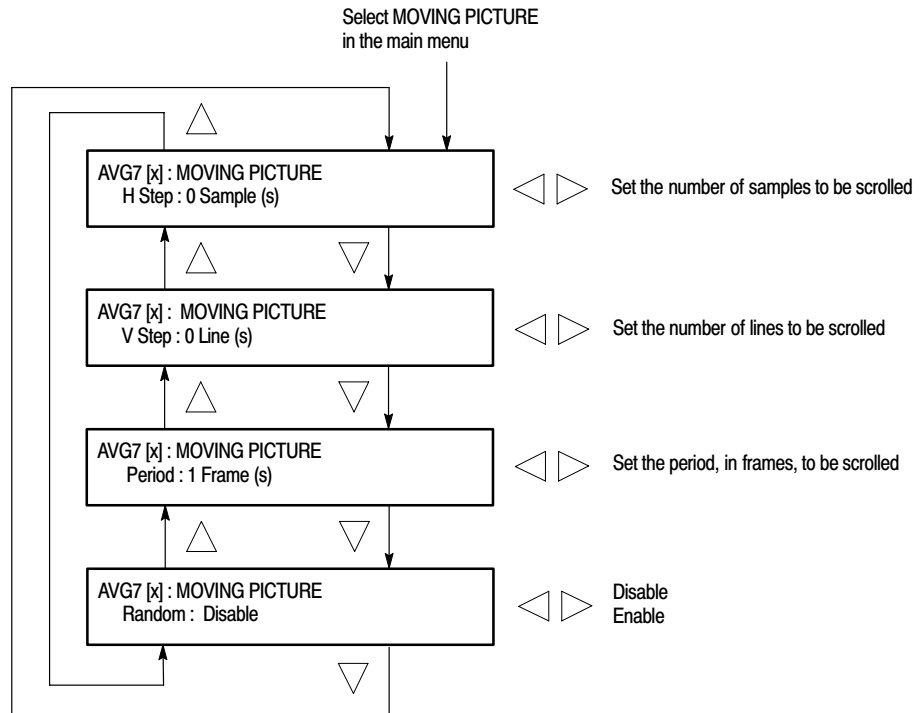 Select MOVING PICTURE
in the main menu
AVG7 [x] : MOVING PICTURE
H Step : 0 Sample (s)
Set the number of samples to be scrolled
AVG7 [x] : MOVING PICTURE
V Step : 0 Line (s)
Set the number of lines to be scrolled
AVG7 [x] : MOVING PICTURE
Period : 1 Frame (s)
Set the period, in frames, to be scrolled
AVG7 [x] : MOVING PICTURE
Random : Disable
Disable
Enable